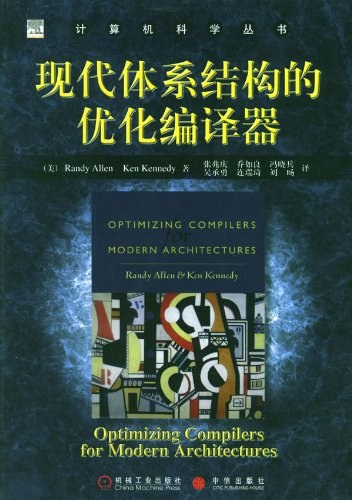 计算机科学丛书
现代体系结构的
优化编译器
(美) Randy Allen Ken Kennedy 著
张兆庆 乔如良 冯晓兵
吴承勇 连瑞琦 刘旸 译
OPTIMIZING COMPILERS
for
MODERN ARCHITECTURES
Randy Allen & Ken Kennedy
Optimizing Compilers
for Modern Architectures
机械工业出版社
China Machine Press
中信出版社
CITIC PUBLISHING HOUSE